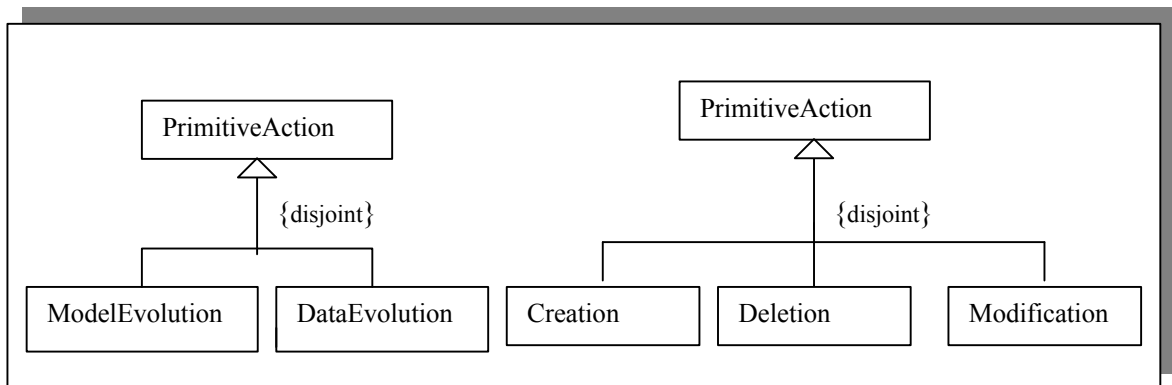 PrimitiveAction
{disjoint}
ModelEvolution
DataEvolution
PrimitiveAction
{disjoint}
Creation
Deletion
Modification